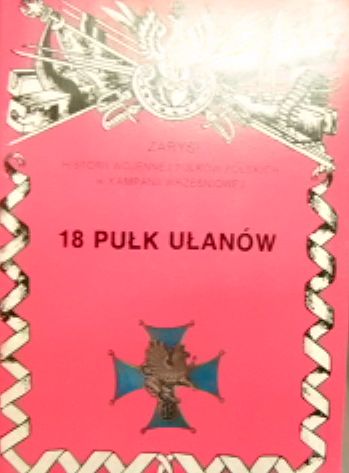 ZARYS
HISTORII WOJENNEJ PUŁKÓW POLSKICH
w KAMPANII WRZEŚNIOWEJ
18 PUŁK UŁANÓW